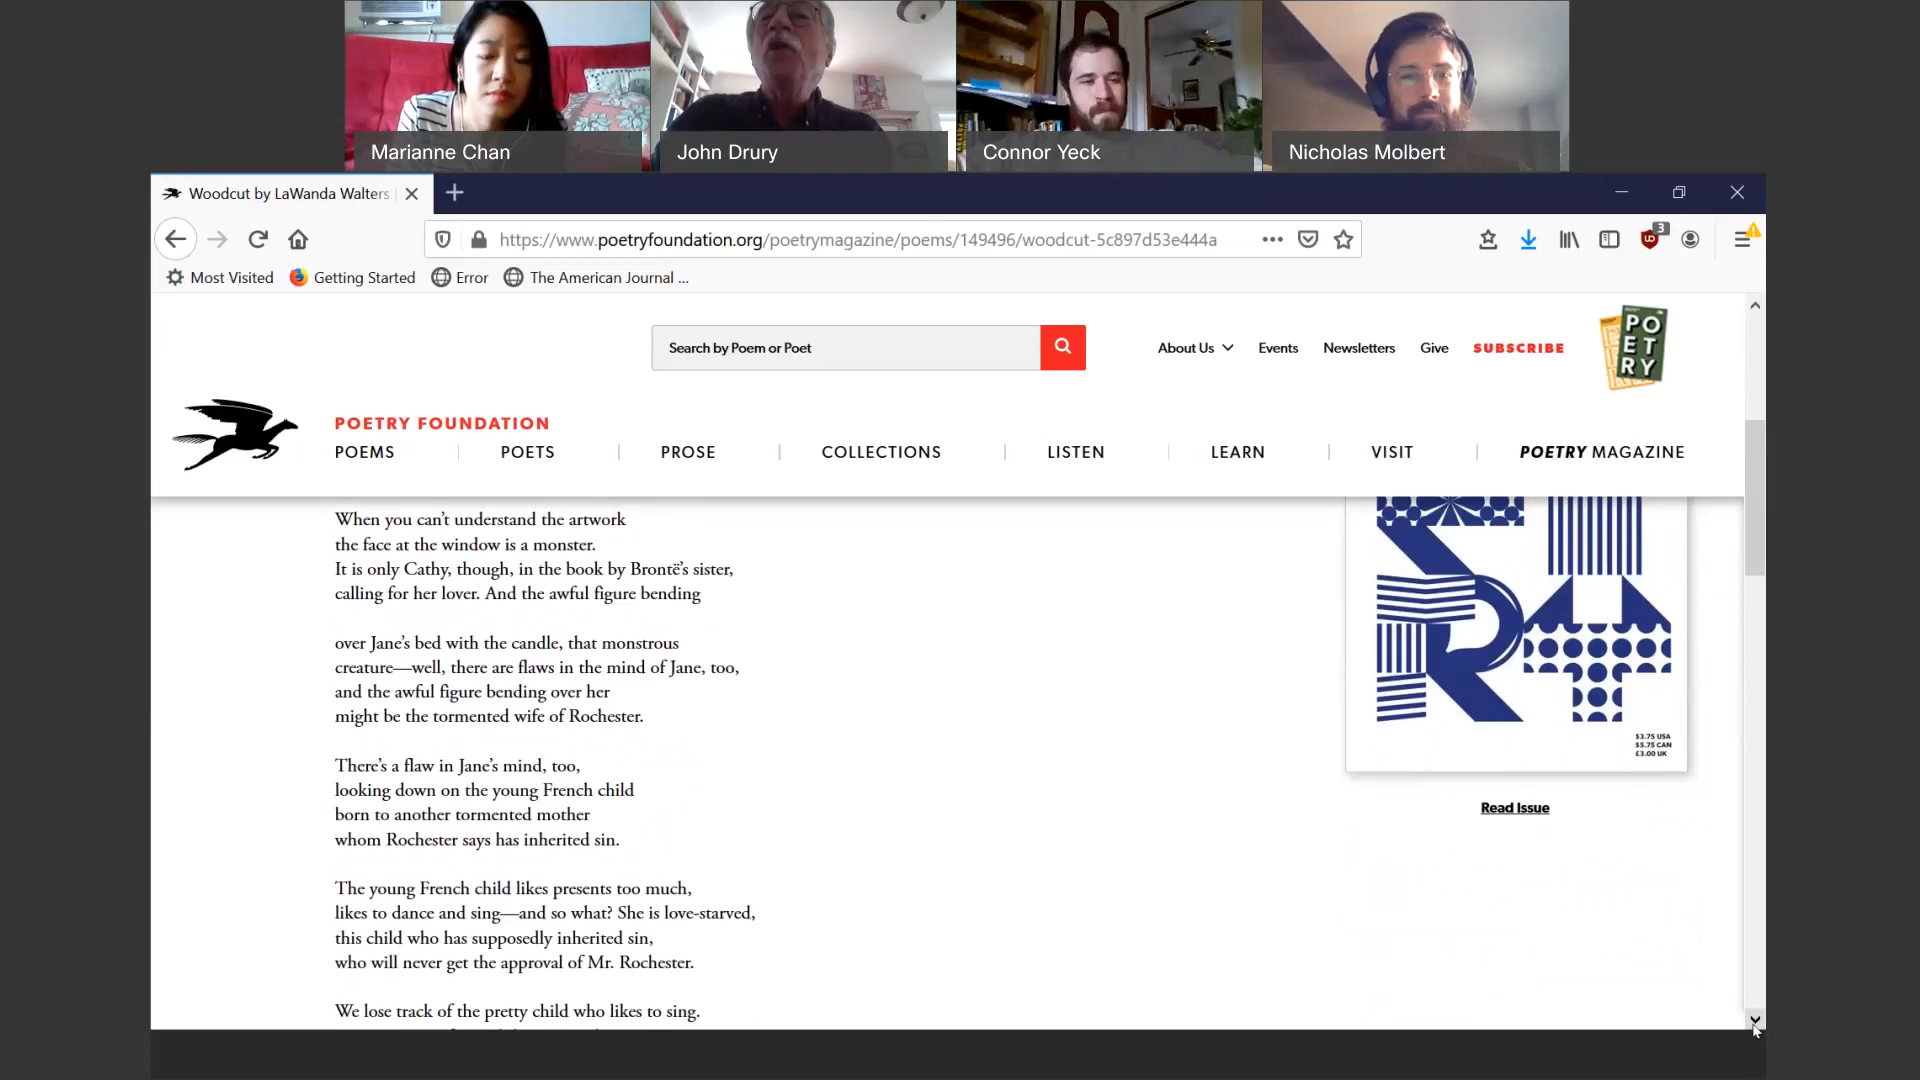 Marianne Chan
John Drury
Connor Yeck
Nicholas Molbert
Woodcut by LaWanda Walters |
https://www.poetryfoundation.org/poetrymagazine/poems/149496/woodcut-5c897d53e444a
3
Most Visited
Getting Started
Error
The American Journal ...
Search by Poem or Poet
About Us
Events
Newsletters
Give
SUBSCRIBE
PO
ET
RY
POETRY FOUNDATION
POEMS
POETS
PROSE
COLLECTIONS
LISTEN
LEARN
VISIT
POETRY MAGAZINE
When you can’t understand the artwork
the face at the window is a monster.
It is only Cathy, though, in the book by Brontë’s sister,
calling for her lover. And the awful figure bending
over Jane’s bed with the candle, that monstrous
creature—well, there are flaws in the mind of Jane, too,
and the awful figure bending over her
might be the tormented wife of Rochester.
There’s a flaw in Jane’s mind, too,
looking down on the young French child
born to another tormented mother
whom Rochester says has inherited sin.
The young French child likes presents too much,
likes to dance and sing—and so what? She is love-starved,
this child who has supposedly inherited sin,
who will never get the approval of Mr. Rochester.
We lose track of the pretty child who likes to sing.
$3.75 USA
$5.75 CAN
£3.00 UK
Read Issue